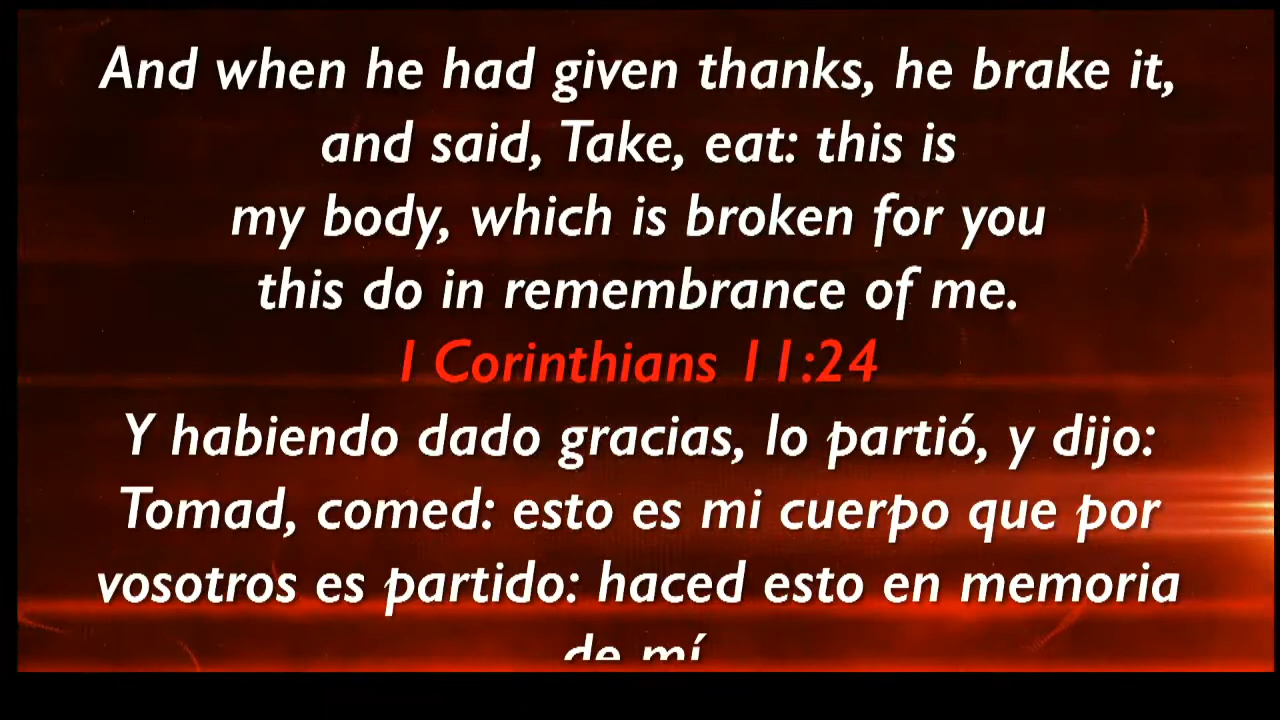 And when he had given thanks, he brake it,
and said, Take, eat: this is
my body, which is broken for you
this do in remembrance of me.
1 Corinthians 11:24
Y habiendo dado gracias, lo partió, y dijo:
Tomad, comed: esto es mi cuerpo que por
vosotros es partido: haced esto en memoria
de mí